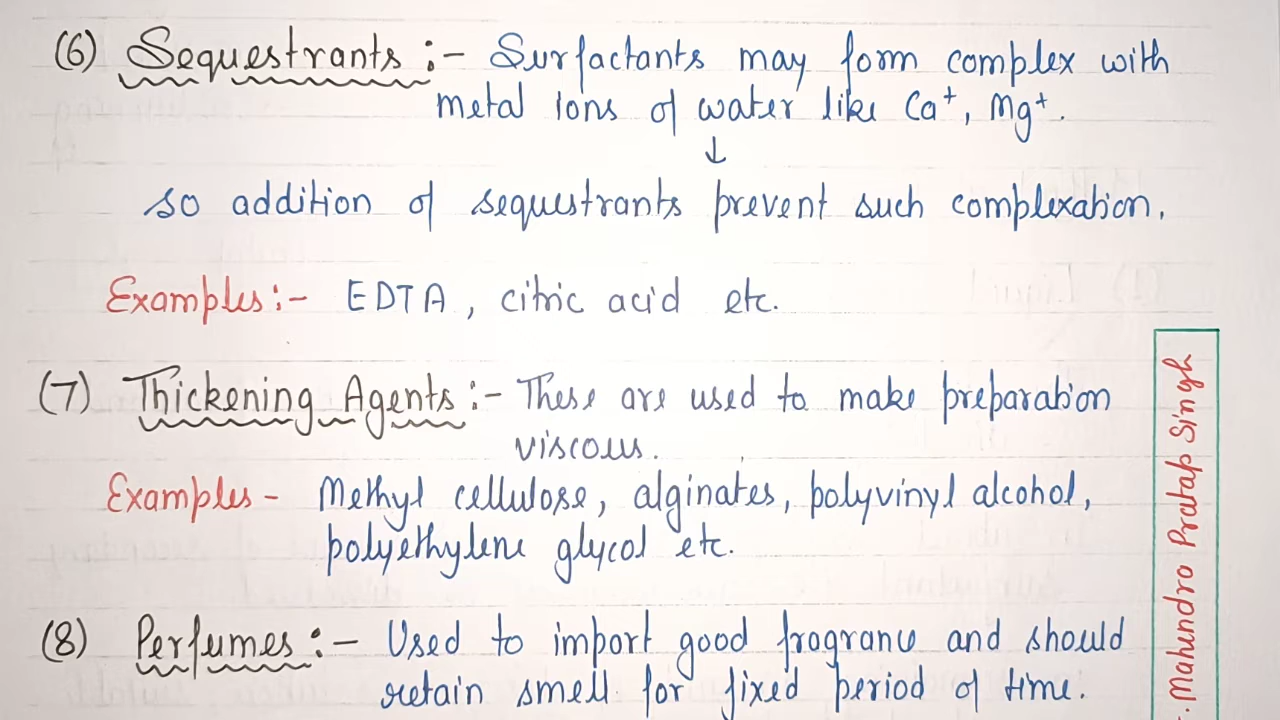 (6) Sequestrants :- Surfactants may form complex with
metal ions of water like Ca⁺, Mg⁺.
↓
so addition of sequestrants prevent such complexation.
Examples :- EDTA, citric acid etc.
(7) Thickening Agents :- These are used to make preparation
viscous.
Examples - Methyl cellulose, alginates, polyvinyl alcohol,
polyethylene glycol etc.
(8) Perfumes :- Used to import good fragrance and should
retain smell for fixed period of time.
Mahendra Pratap Singh